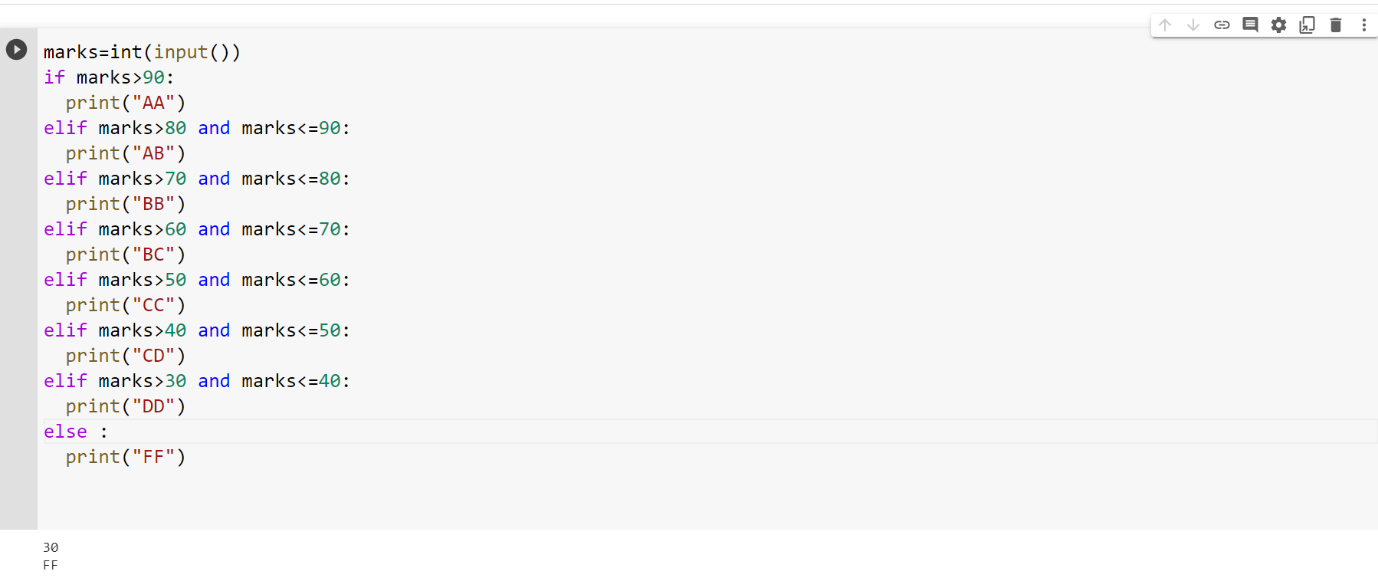 marks=int(input())
if marks>90:
  print("AA")
elif marks>80 and marks<=90:
  print("AB")
elif marks>70 and marks<=80:
  print("BB")
elif marks>60 and marks<=70:
  print("BC")
elif marks>50 and marks<=60:
  print("CC")
elif marks>40 and marks<=50:
  print("CD")
elif marks>30 and marks<=40:
  print("DD")
else :
  print("FF")
30
FF